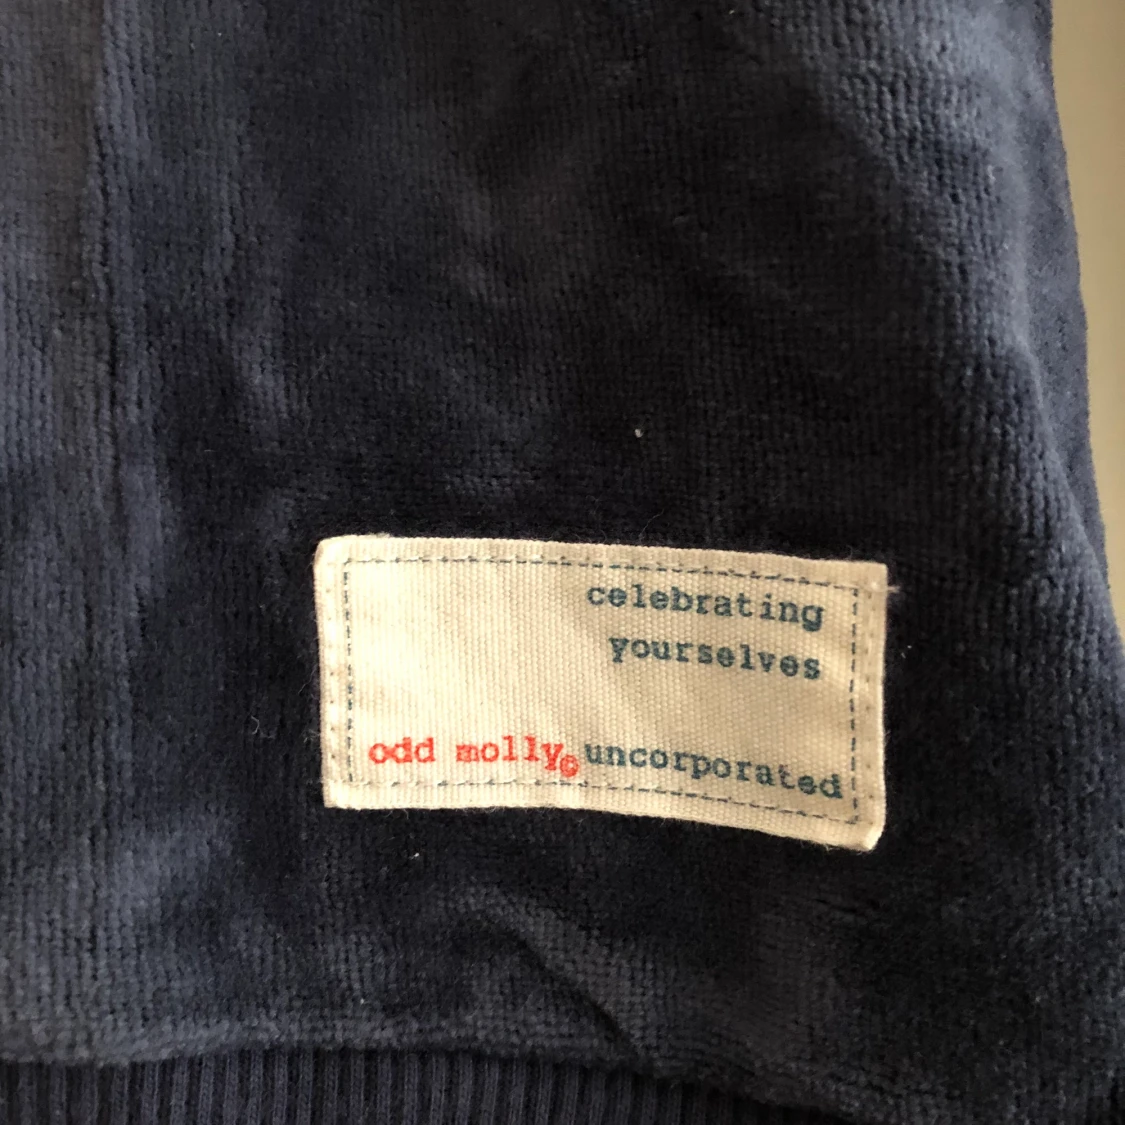 celebrating
yourselves
odd molly© uncorporated